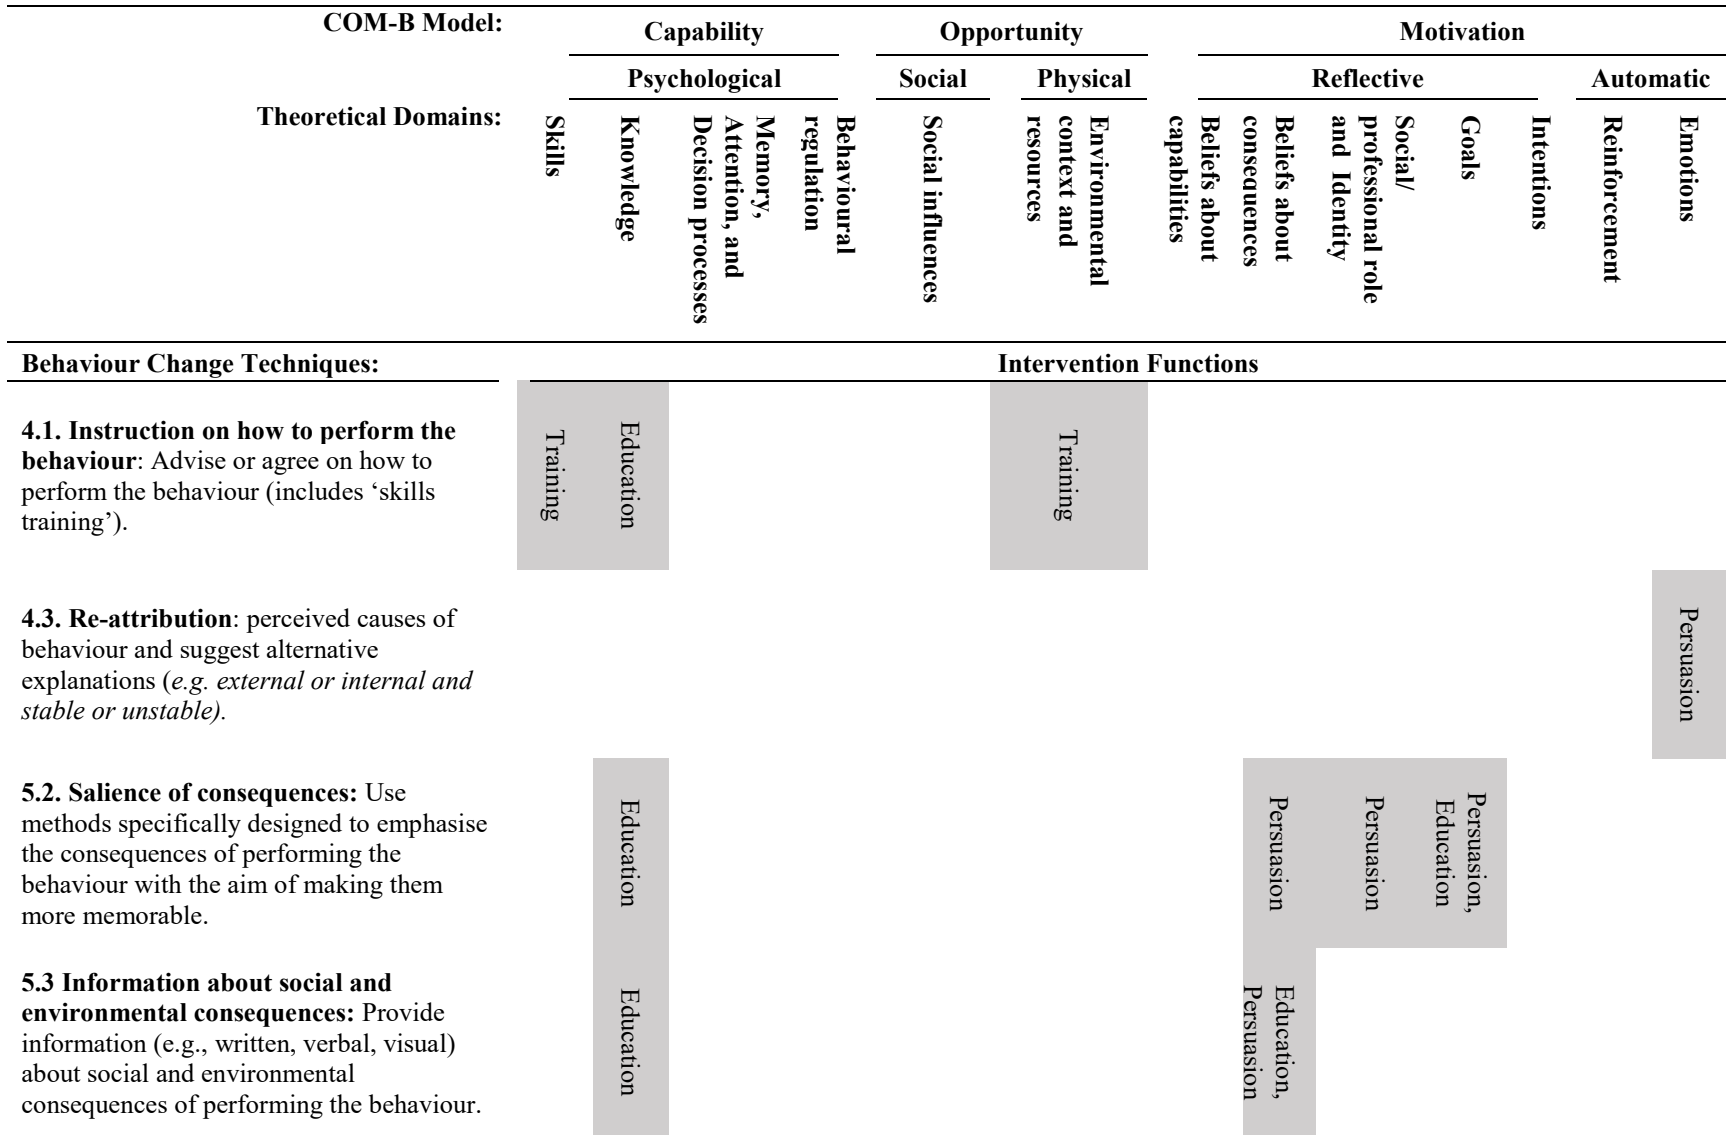 COM-B Model:
Capability
Opportunity
Motivation
Psychological
Social
Physical
Reflective
Automatic
Theoretical Domains:
Skills
Knowledge
Memory,
Attention, and
Decision processes
Behavioural
regulation
Social influences
Environmental
context and
resources
Beliefs about
capabilities
Beliefs about
consequences
Social/
professional role
and Identity
Goals
Intentions
Reinforcement
Emotions
Behaviour Change Techniques:
Intervention Functions
4.1. Instruction on how to perform the
behaviour: Advise or agree on how to
perform the behaviour (includes ‘skills
training’).
Training
Education
Training
4.3. Re-attribution: perceived causes of
behaviour and suggest alternative
explanations (e.g. external or internal and
stable or unstable).
Persuasion
5.2. Salience of consequences: Use
methods specifically designed to emphasise
the consequences of performing the
behaviour with the aim of making them
more memorable.
Education
Persuasion
Persuasion
Persuasion,
Education
5.3 Information about social and
environmental consequences: Provide
information (e.g., written, verbal, visual)
about social and environmental
consequences of performing the behaviour.
Education
Education,
Persuasion